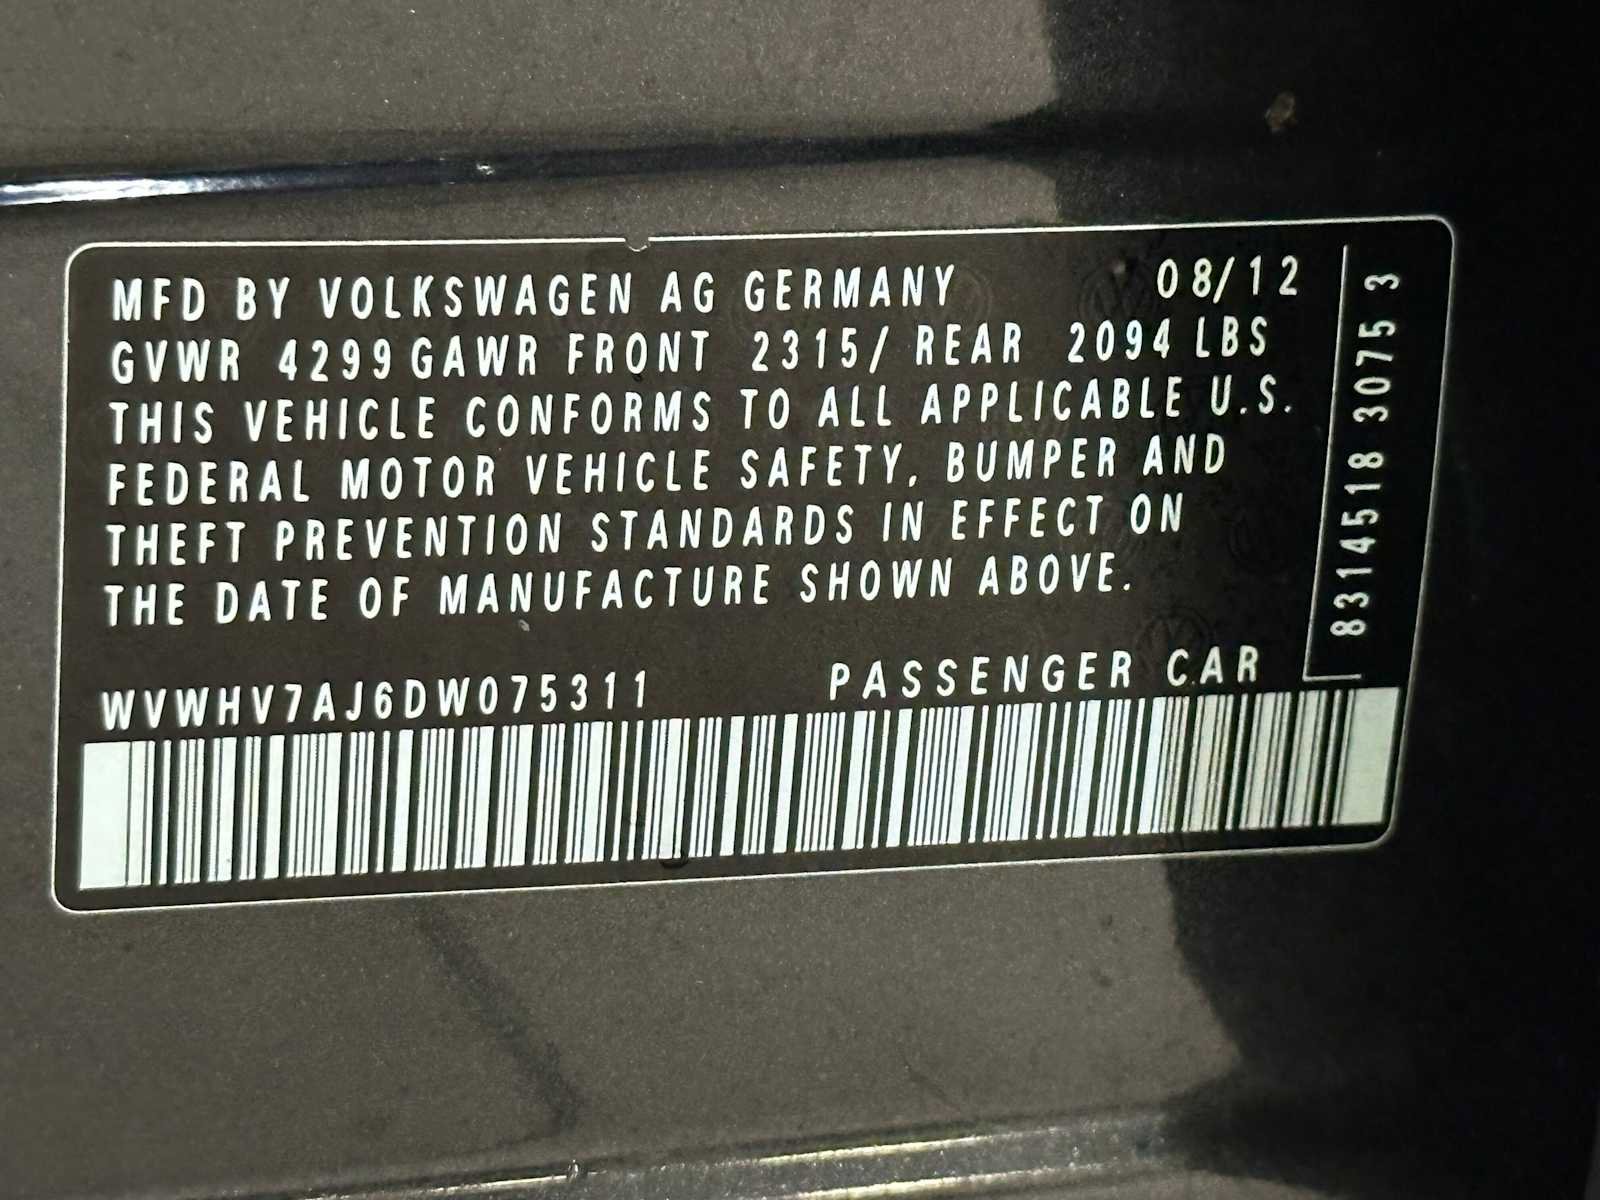 MFD BY VOLKSWAGEN AG GERMANY 08/12
GVWR 4299 GAWR FRONT 2315/ REAR 2094 LBS
THIS VEHICLE CONFORMS TO ALL APPLICABLE U.S.
FEDERAL MOTOR VEHICLE SAFETY, BUMPER AND
THEFT PREVENTION STANDARDS IN EFFECT ON
THE DATE OF MANUFACTURE SHOWN ABOVE.
WVWHV7AJ6DW075311 PASSENGER CAR
8314518 3075 3